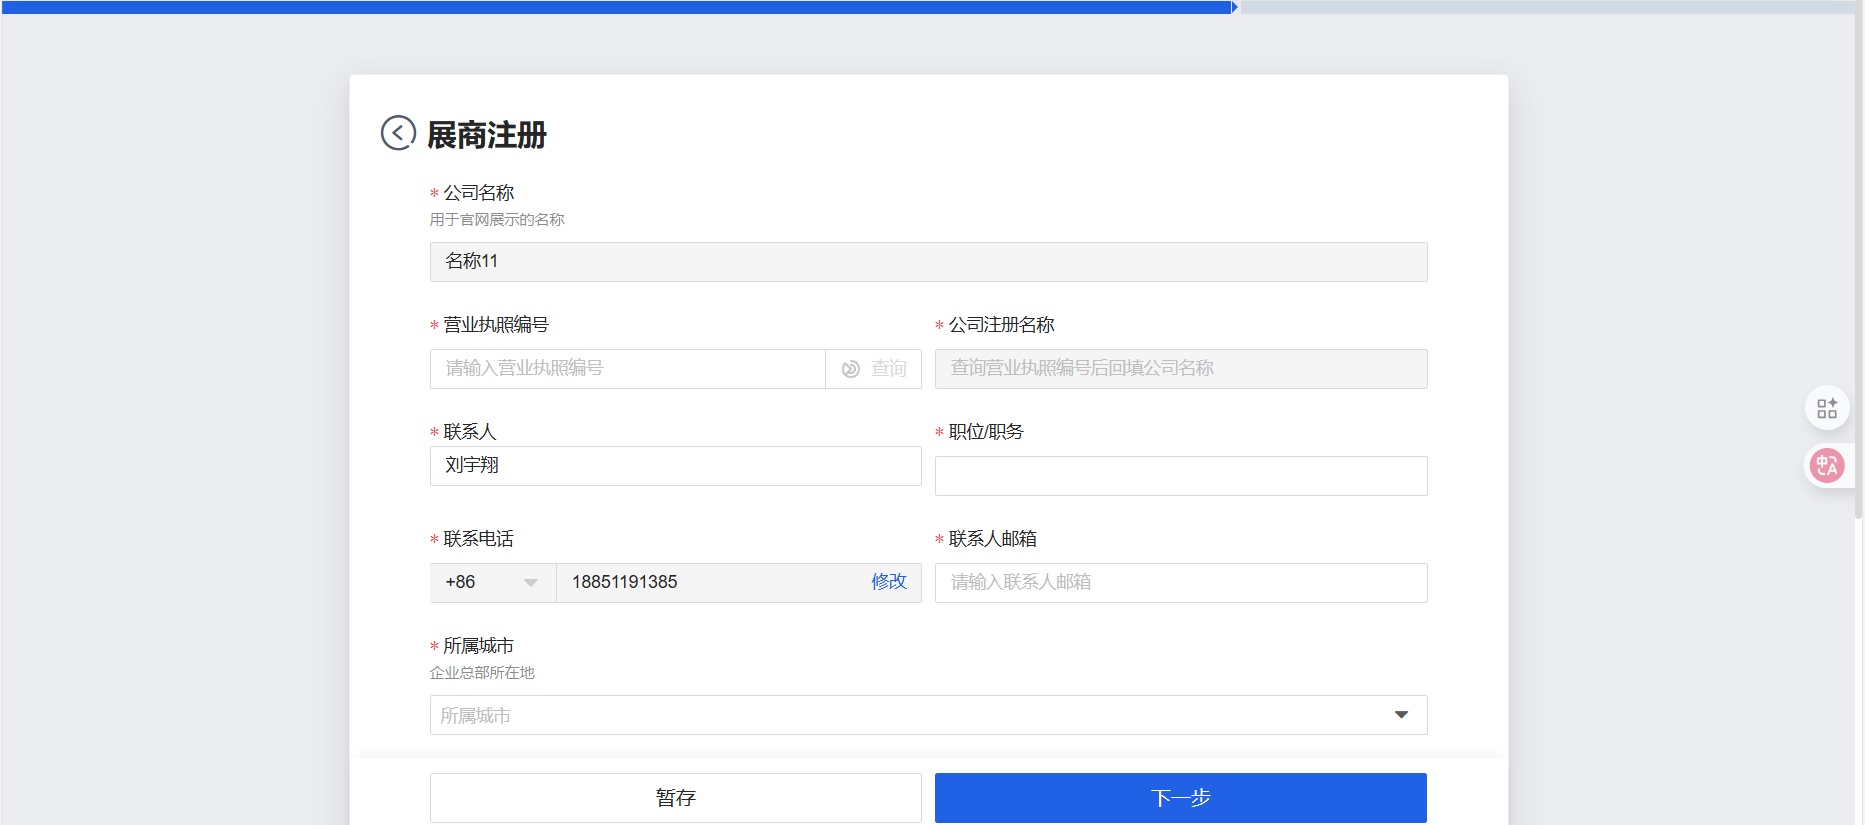 展商注册
* 公司名称
用于官网展示的名称
名称11
* 营业执照编号
* 公司注册名称
请输入营业执照编号
查询
查询营业执照编号后回填公司名称
* 联系人
* 职位/职务
刘宇翔
* 联系电话
* 联系人邮箱
+86
18851191385
修改
请输入联系人邮箱
* 所属城市
企业总部所在地
所属城市
暂存
下一步
中A